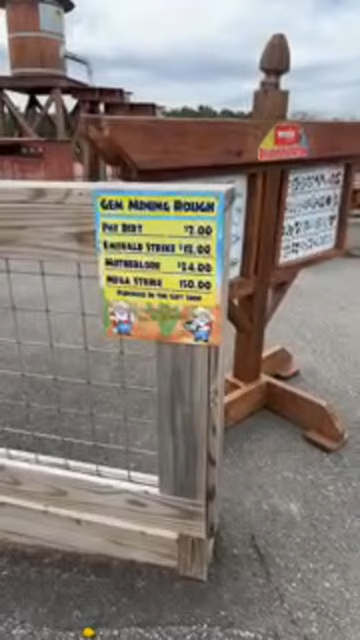 GEM MINING ROUGH
PAY DIRT $7.00
EMERALD STRIKE $12.00
MOTHERLODE $24.00
MEGA STRIKE $50.00
PURCHASE IN THE GIFT SHOP